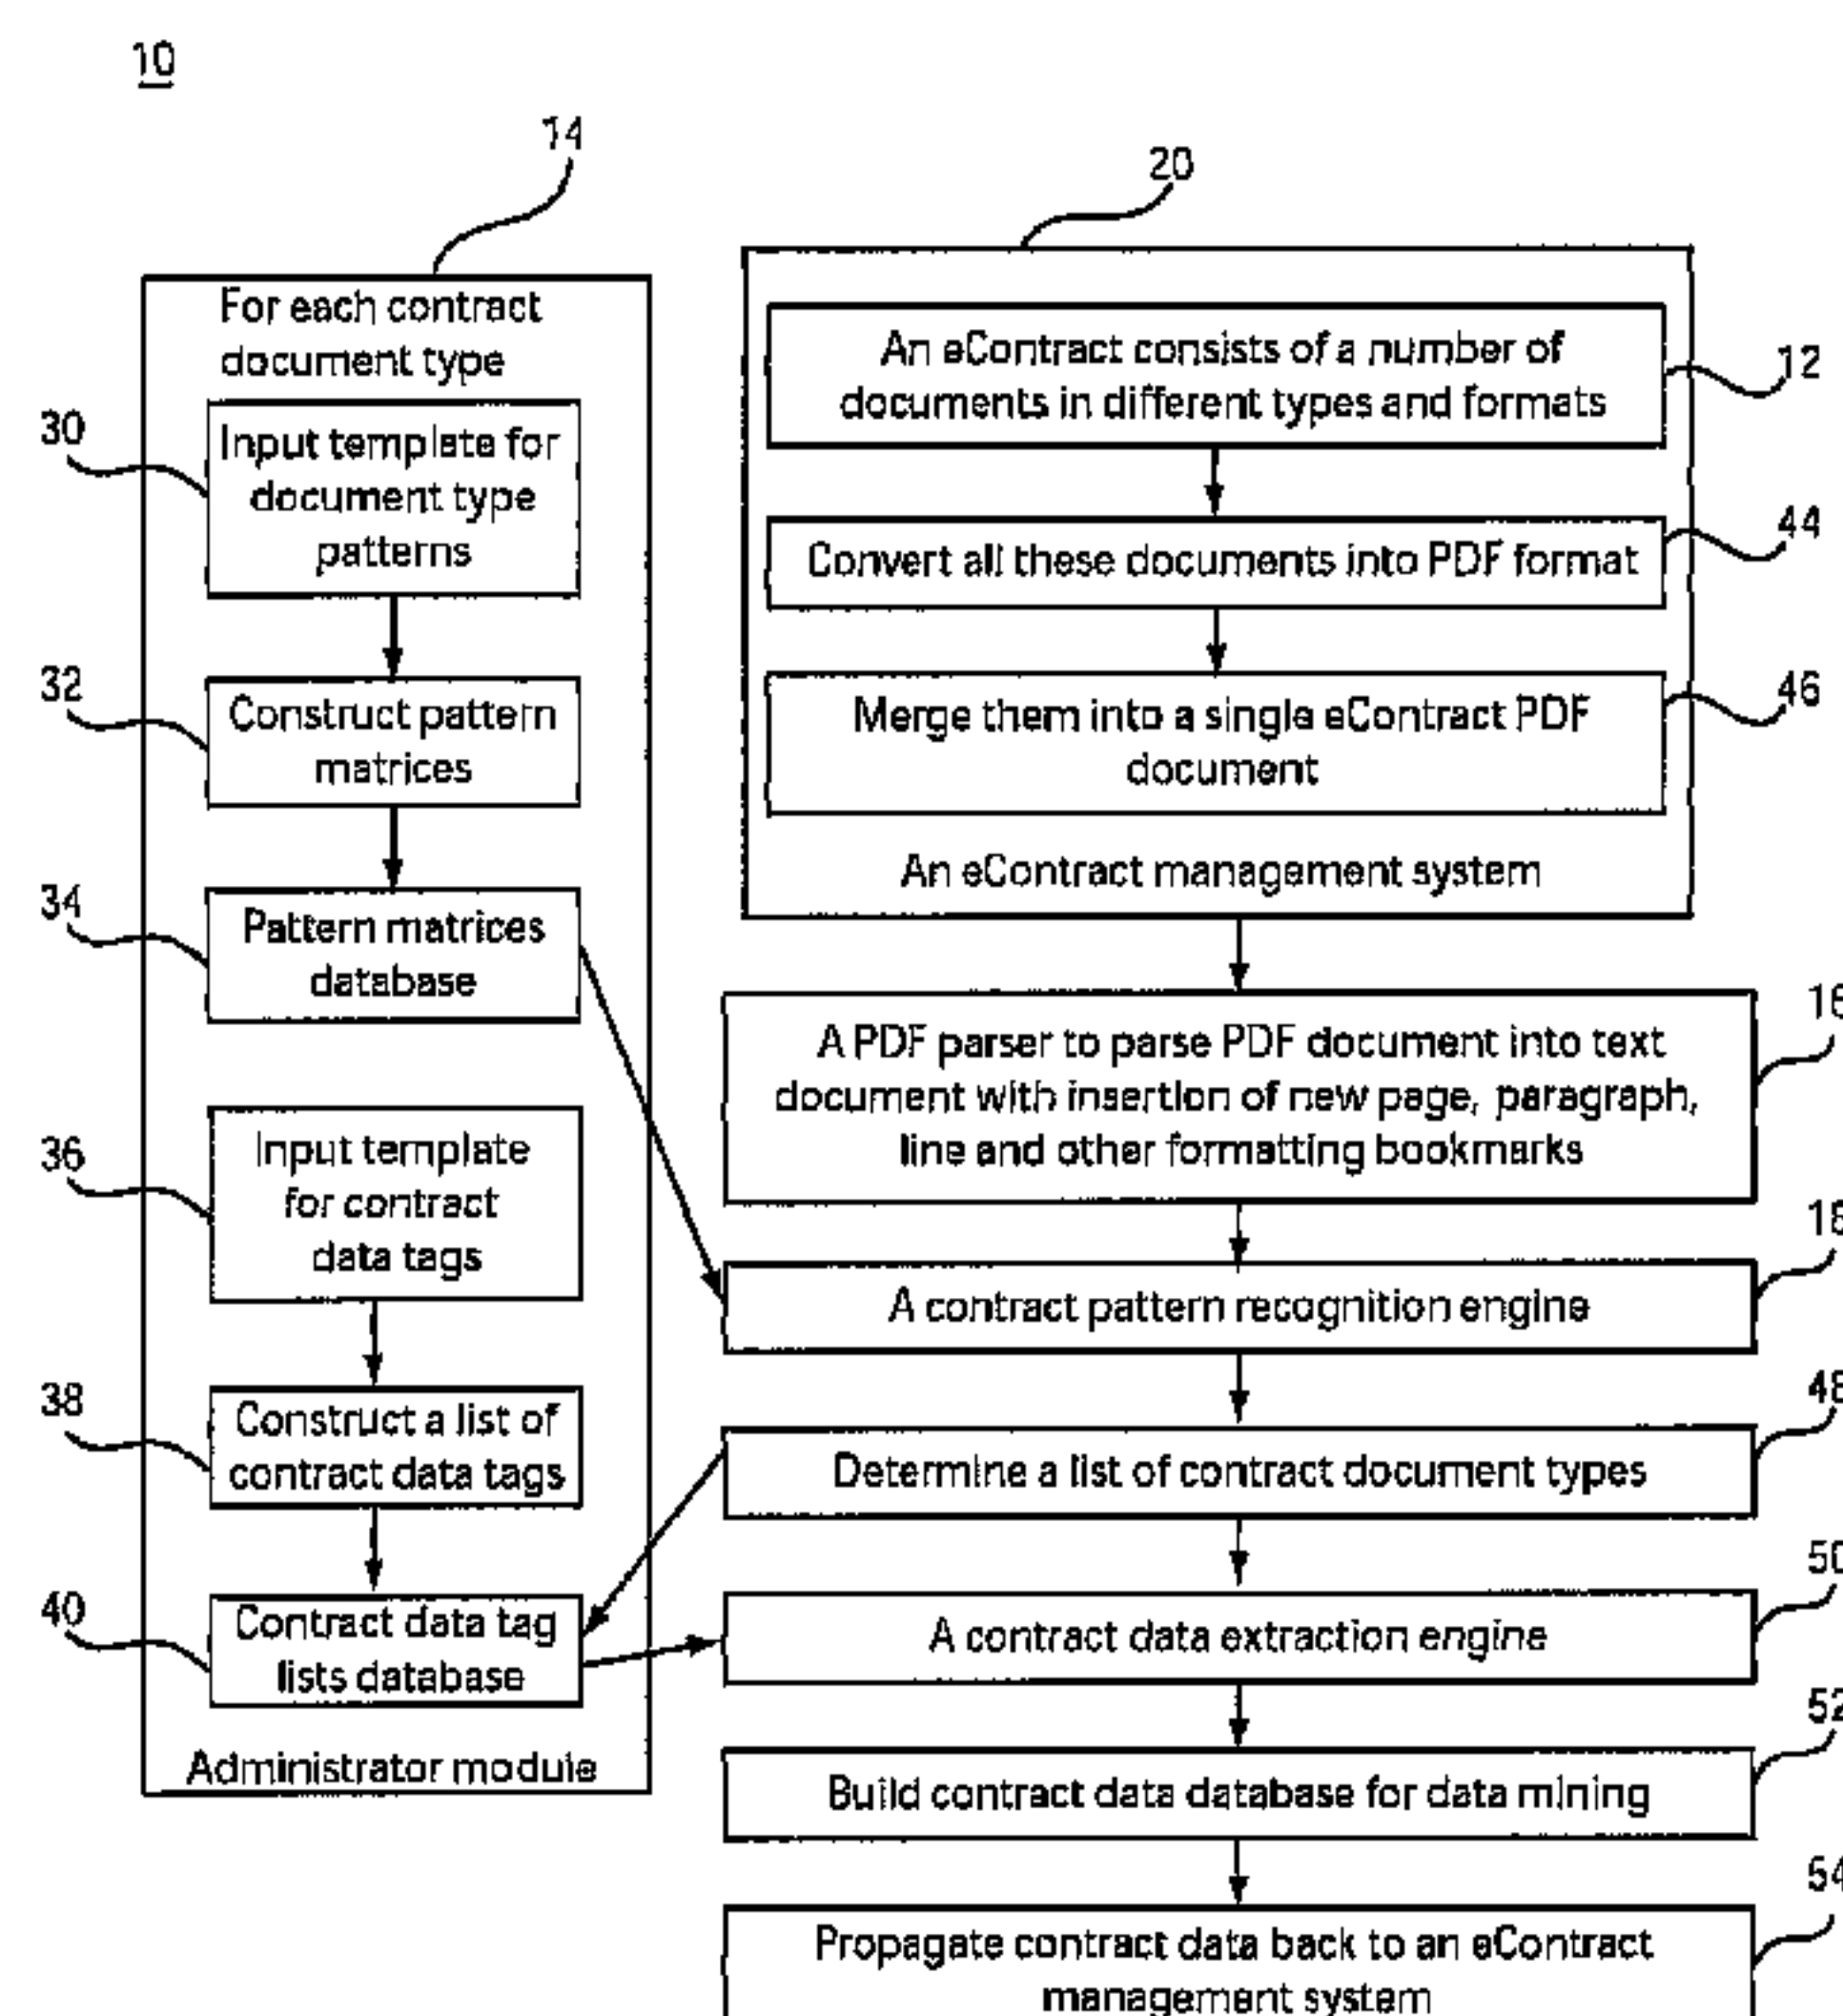 10
14
20
For each contract
document type
30
Input template for
document type
patterns
32
Construct pattern
matrices
34
Pattern matrices
database
36
Input template
for contract
data tags
38
Construct a list of
contract data tags
40
Contract data tag
lists database
Administrator module
An eContract consists of a number of
documents in different types and formats
12
Convert all these documents into PDF format
44
Merge them into a single eContract PDF
document
46
An eContract management system
A PDF parser to parse PDF document into text
document with insertion of new page, paragraph,
line and other formatting bookmarks
16
A contract pattern recognition engine
18
Determine a list of contract document types
48
A contract data extraction engine
50
Build contract data database for data mining
52
Propagate contract data back to an eContract
management system
54